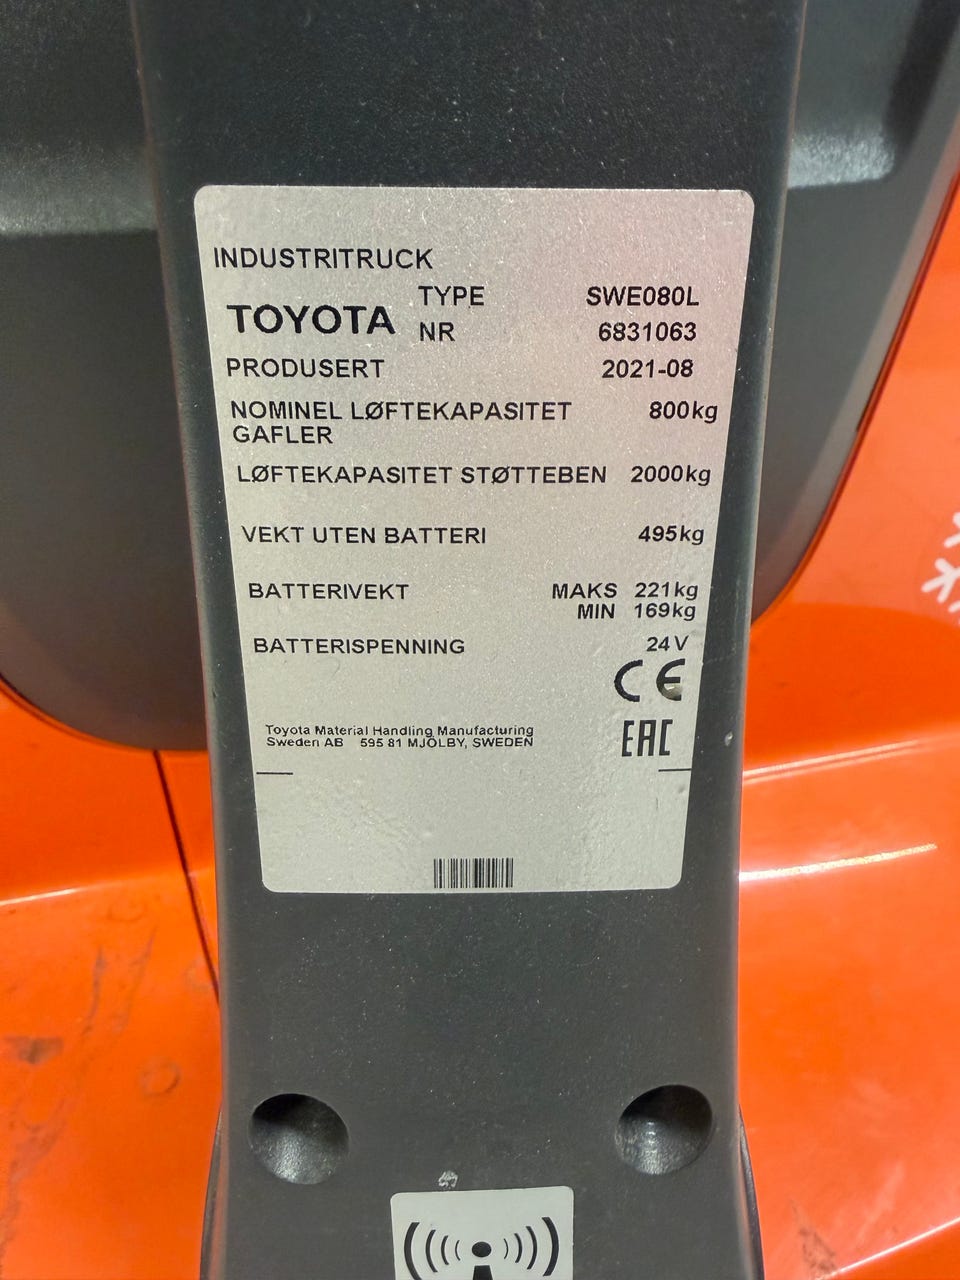 INDUSTRITRUCK
TOYOTA TYPE SWE080L
NR 6831063
PRODUSERT 2021-08
NOMINEL LØFTEKAPASITET 800kg
GAFLER
LØFTEKAPASITET STØTTEBEN 2000kg
VEKT UTEN BATTERI 495kg
BATTERIVEKT MAKS 221kg
MIN 169kg
BATTERISPENNING 24V
CE
Toyota Material Handling Manufacturing
Sweden AB 595 81 MJÖLBY, SWEDEN
EAC